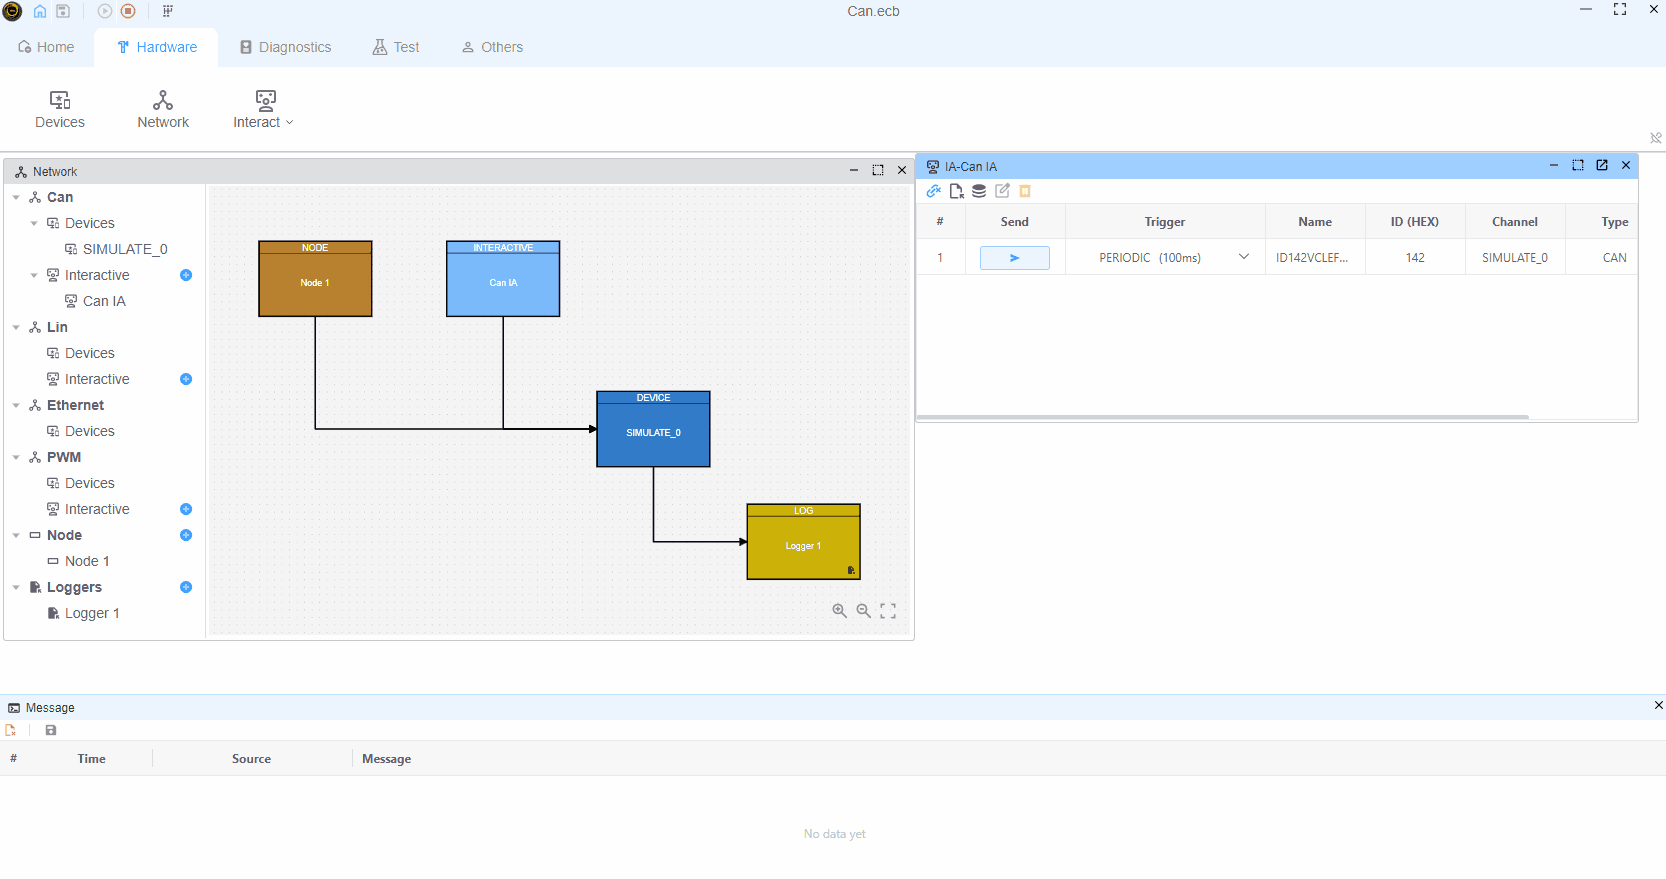 Can.ecb
Home
Hardware
Diagnostics
Test
Others
Devices
Network
Interact
Network
Can
Devices
SIMULATE_0
Interactive
Can IA
Lin
Devices
Interactive
Ethernet
Devices
PWM
Devices
Interactive
Node
Node 1
Loggers
Logger 1
NODE
Node 1
INTERACTIVE
Can IA
DEVICE
SIMULATE_0
LOG
Logger 1
IA-Can IA
# Send Trigger Name ID (HEX) Channel Type
1 PERIODIC (100ms) ID142VCLEF... 142 SIMULATE_0 CAN
Message
# Time Source Message
No data yet